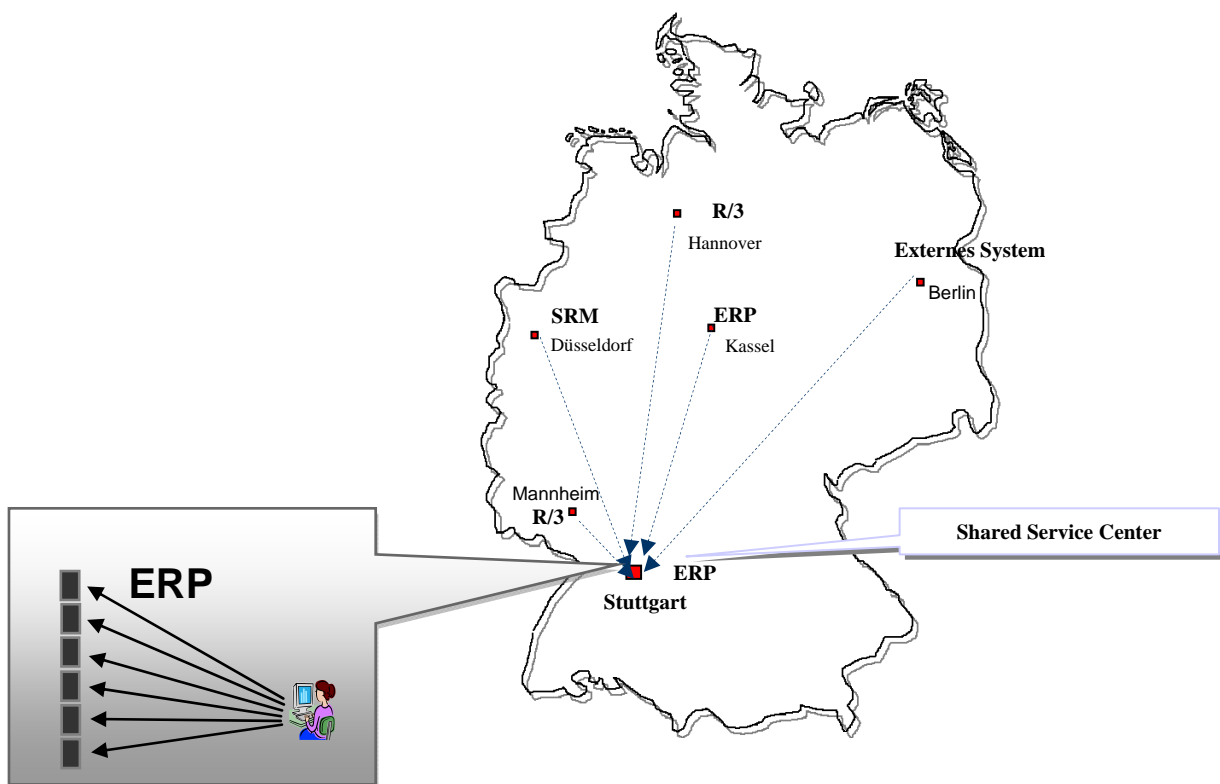 R/3
Hannover
Externes System
Berlin
SRM
Düsseldorf
ERP
Kassel
Mannheim
R/3
Shared Service Center
ERP
Stuttgart
ERP